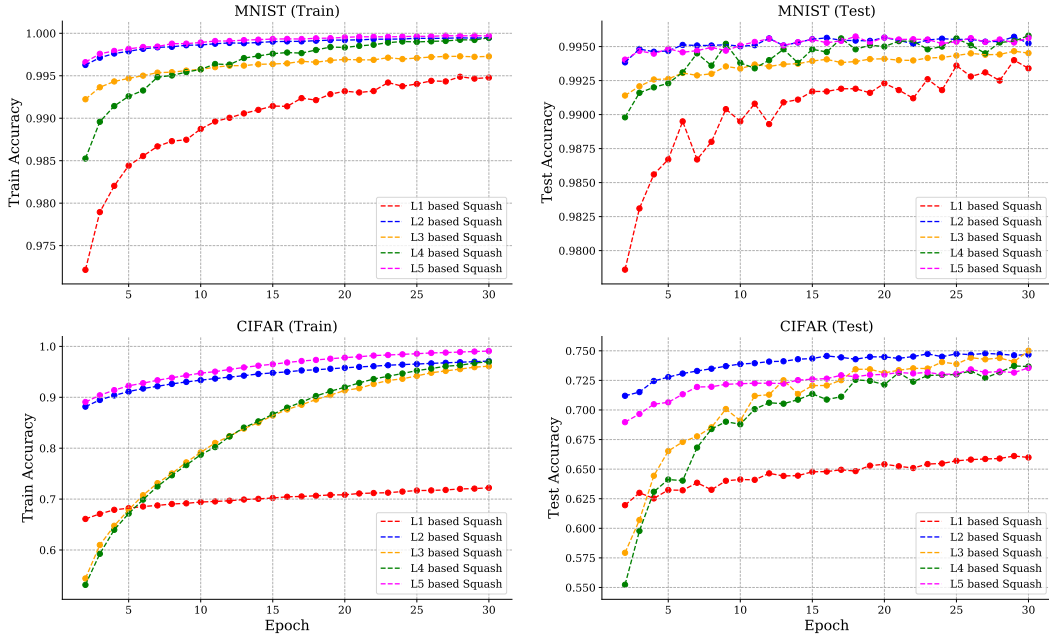 MNIST (Train)
Train Accuracy
1.000
0.995
0.990
0.985
0.980
0.975
5
10
15
20
25
30
L1 based Squash
L2 based Squash
L3 based Squash
L4 based Squash
L5 based Squash
MNIST (Test)
Test Accuracy
0.9950
0.9925
0.9900
0.9875
0.9850
0.9825
0.9800
5
10
15
20
25
30
L1 based Squash
L2 based Squash
L3 based Squash
L4 based Squash
L5 based Squash
CIFAR (Train)
Train Accuracy
1.0
0.9
0.8
0.7
0.6
5
10
15
20
25
30
Epoch
L1 based Squash
L2 based Squash
L3 based Squash
L4 based Squash
L5 based Squash
CIFAR (Test)
Test Accuracy
0.750
0.725
0.700
0.675
0.650
0.625
0.600
0.575
0.550
5
10
15
20
25
30
Epoch
L1 based Squash
L2 based Squash
L3 based Squash
L4 based Squash
L5 based Squash